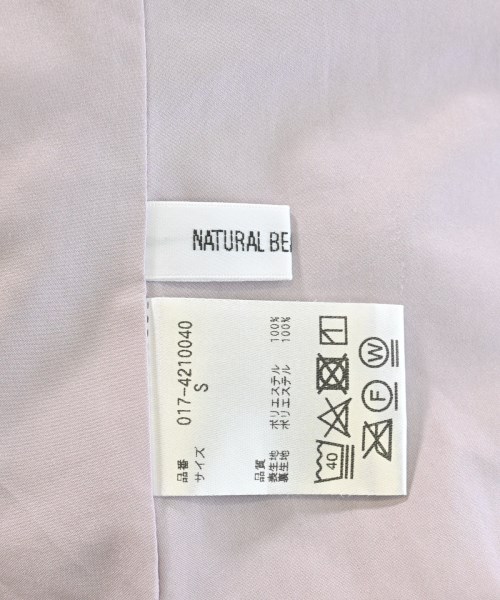 NATURAL BE
品番 017-4210040
サイズ S
品質
表生地 ポリエステル 100%
裏生地 ポリエステル 100%
40
F
W